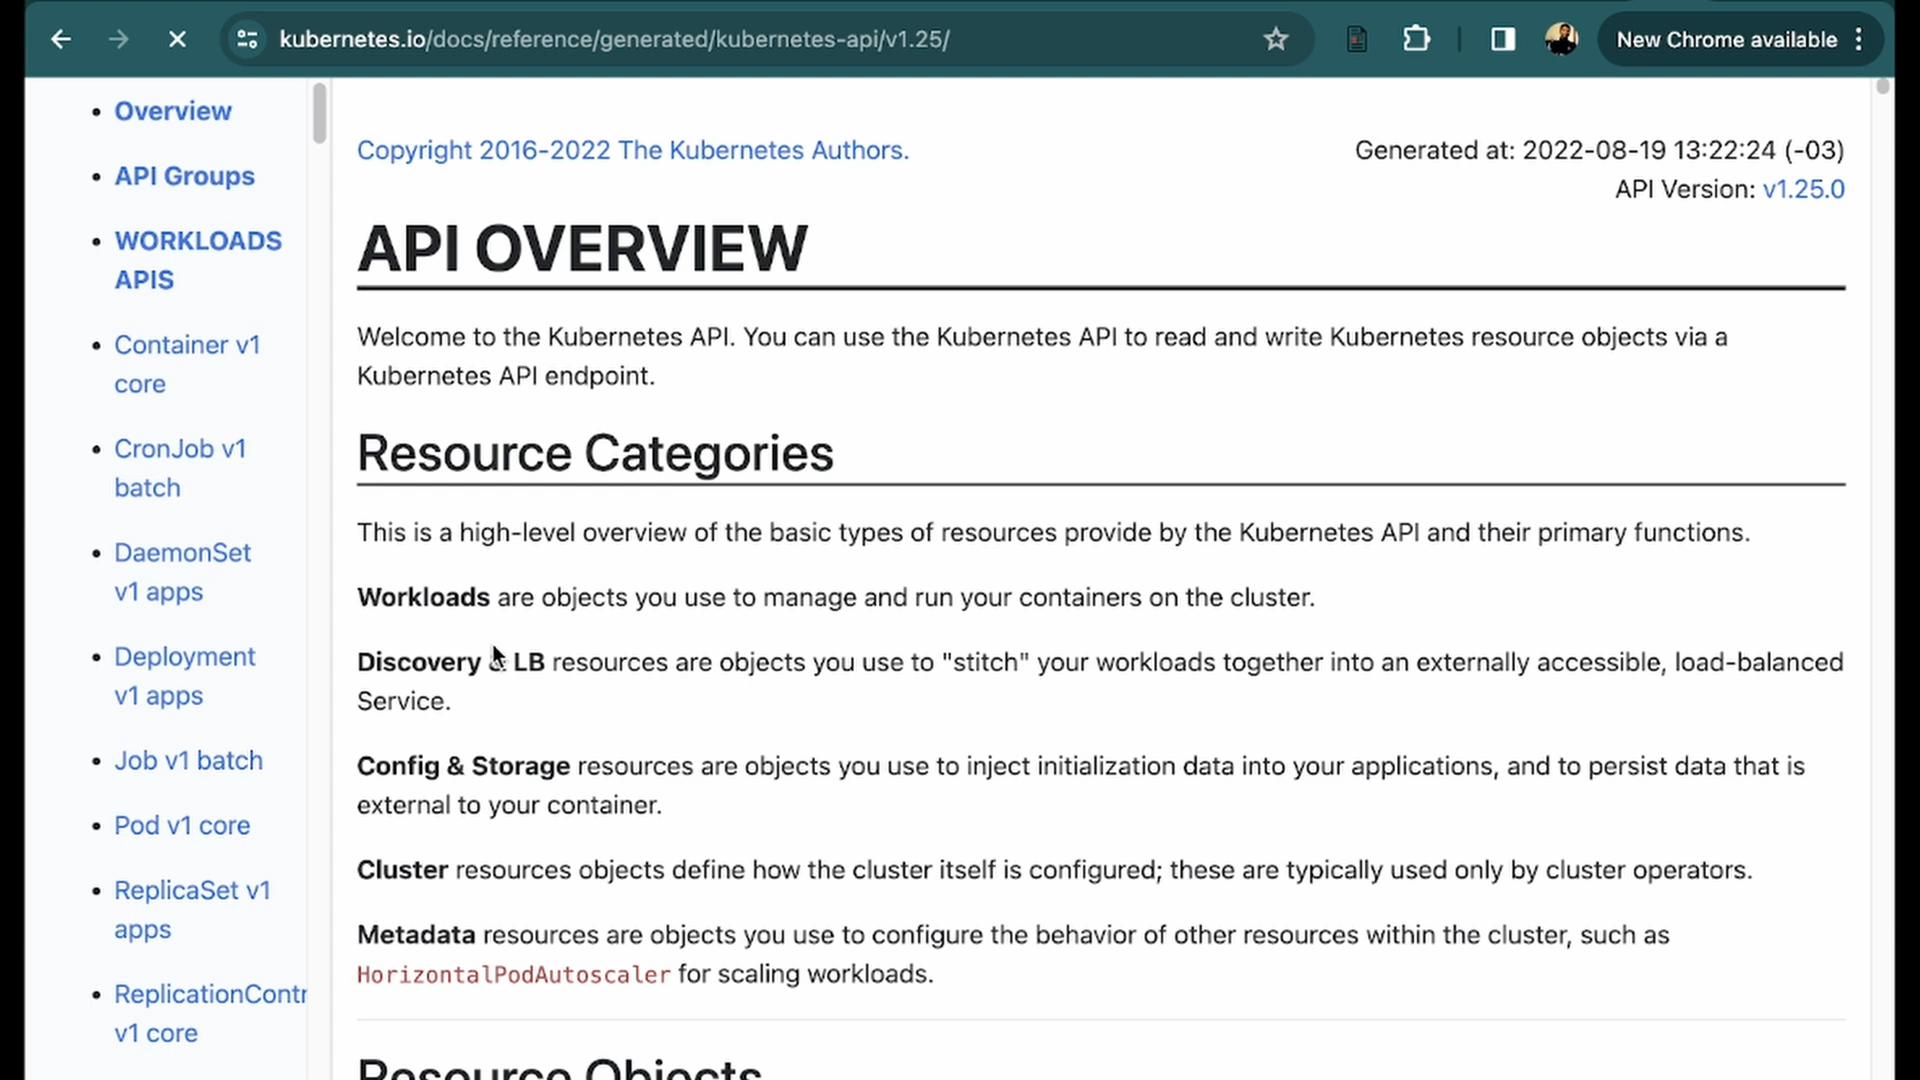 kubernetes.io/docs/reference/generated/kubernetes-api/v1.25/
New Chrome available
Overview
API Groups
WORKLOADS
APIS
Container v1
core
CronJob v1
batch
DaemonSet
v1 apps
Deployment
v1 apps
Job v1 batch
Pod v1 core
ReplicaSet v1
apps
ReplicationContr
v1 core
Copyright 2016-2022 The Kubernetes Authors.
Generated at: 2022-08-19 13:22:24 (-03)
API Version: v1.25.0
API OVERVIEW
Welcome to the Kubernetes API. You can use the Kubernetes API to read and write Kubernetes resource objects via a
Kubernetes API endpoint.
Resource Categories
This is a high-level overview of the basic types of resources provide by the Kubernetes API and their primary functions.
Workloads are objects you use to manage and run your containers on the cluster.
Discovery & LB resources are objects you use to "stitch" your workloads together into an externally accessible, load-balanced
Service.
Config & Storage resources are objects you use to inject initialization data into your applications, and to persist data that is
external to your container.
Cluster resources objects define how the cluster itself is configured; these are typically used only by cluster operators.
Metadata resources are objects you use to configure the behavior of other resources within the cluster, such as
HorizontalPodAutoscaler for scaling workloads.
Resource Objects